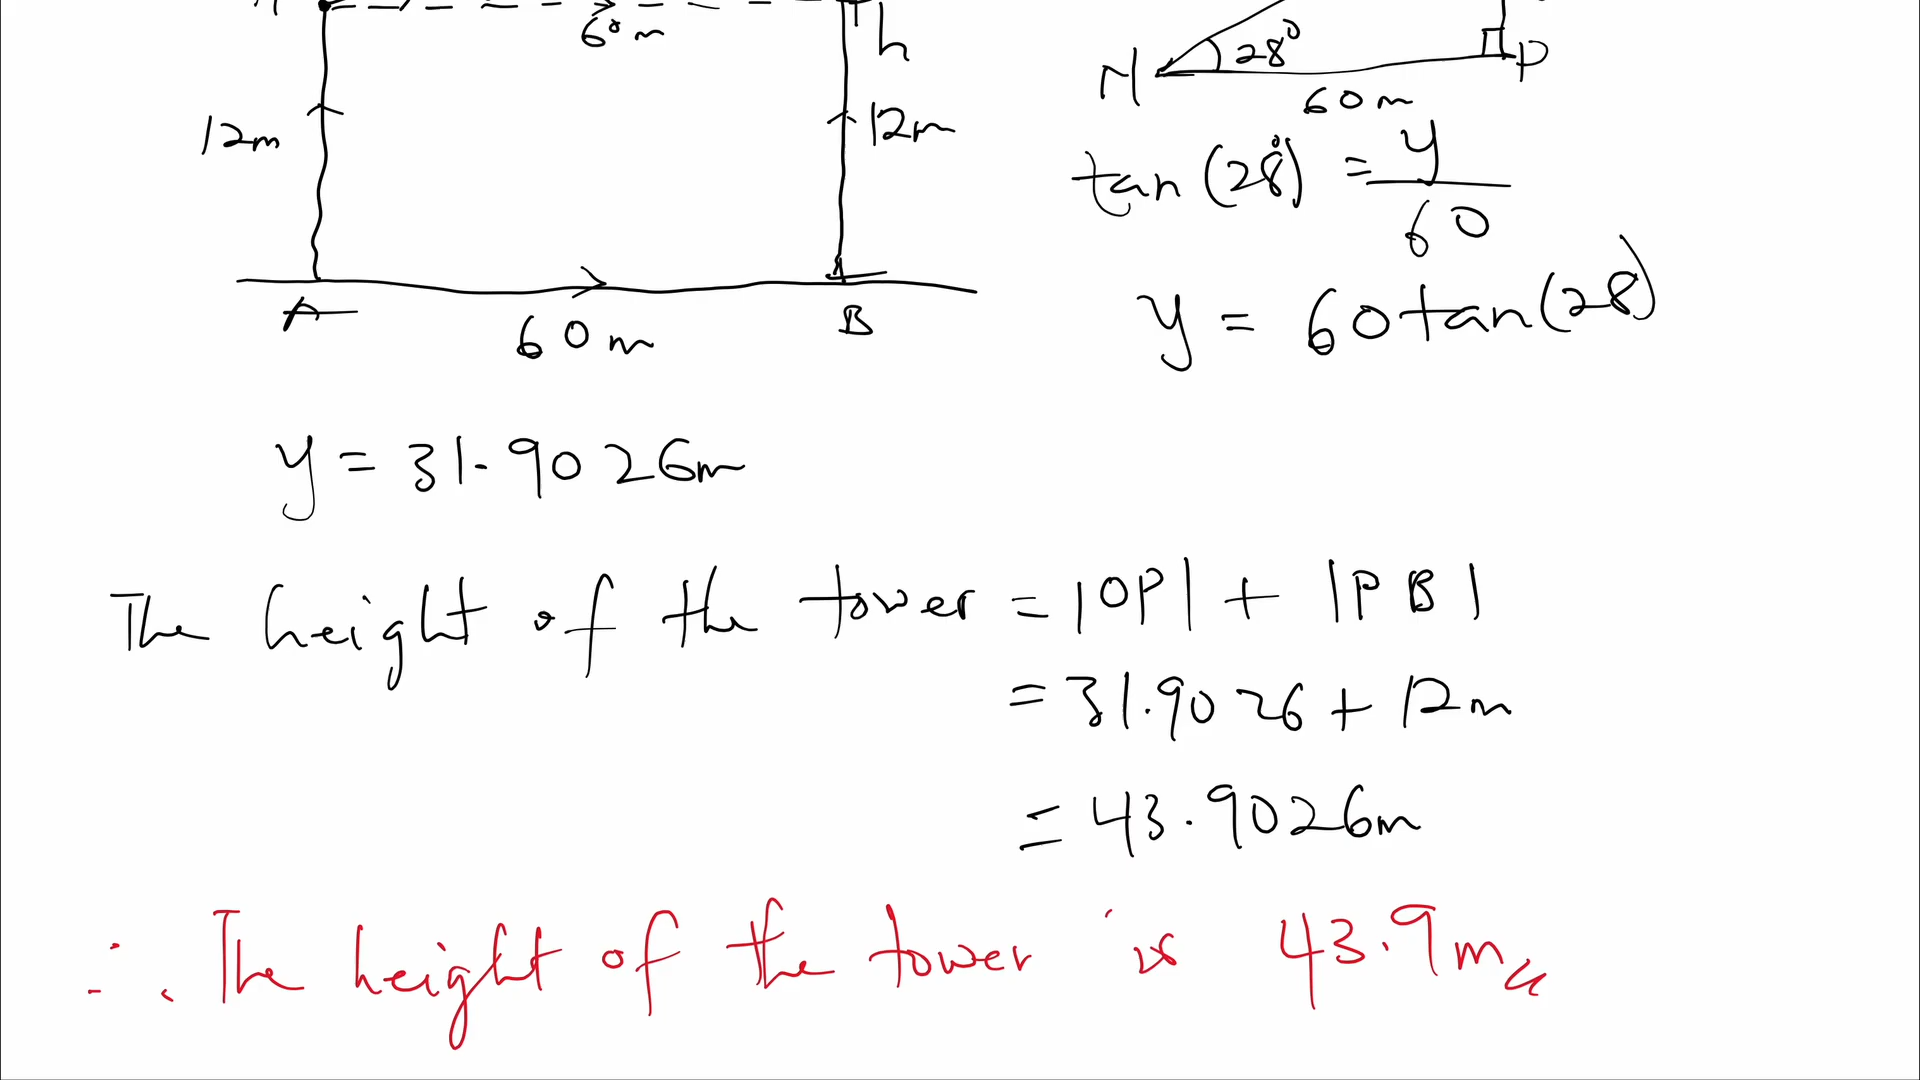 60m
h
12m
12m
A
B
60m
N
28°
P
60m
tan (28°) = y/60
y = 60tan(28)
y = 31.9026m
The height of the tower = |OP| + |PB|
= 31.9026 + 12m
= 43.9026m
∴ The height of the tower is 43.9m